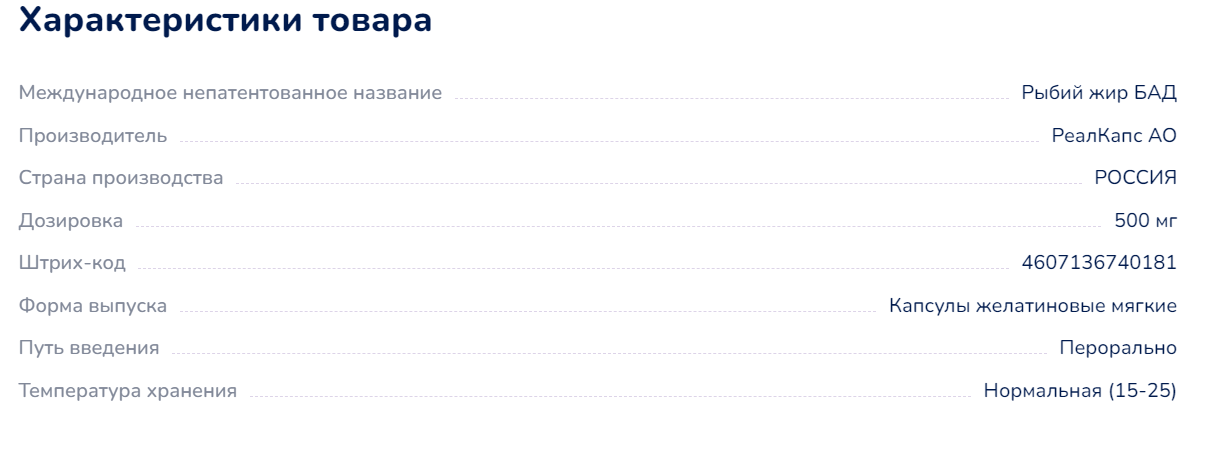 Характеристики товара
Международное непатентованное название Рыбий жир БАД
Производитель РеалКапс АО
Страна производства РОССИЯ
Дозировка 500 мг
Штрих-код 4607136740181
Форма выпуска Капсулы желатиновые мягкие
Путь введения Перорально
Температура хранения Нормальная (15-25)